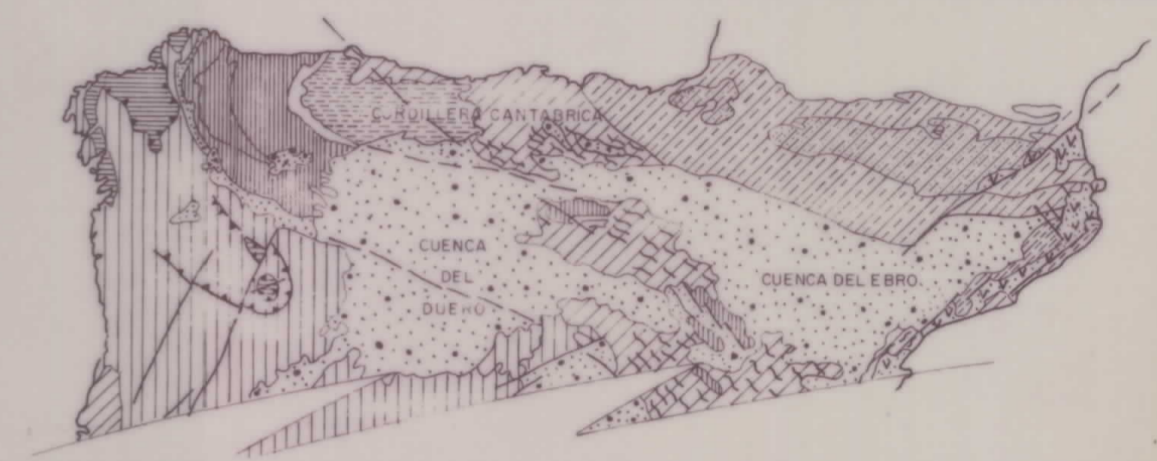 CORDILLERA CANTABRICA
CUENCA
DEL
DUERO
CUENCA DEL EBRO.